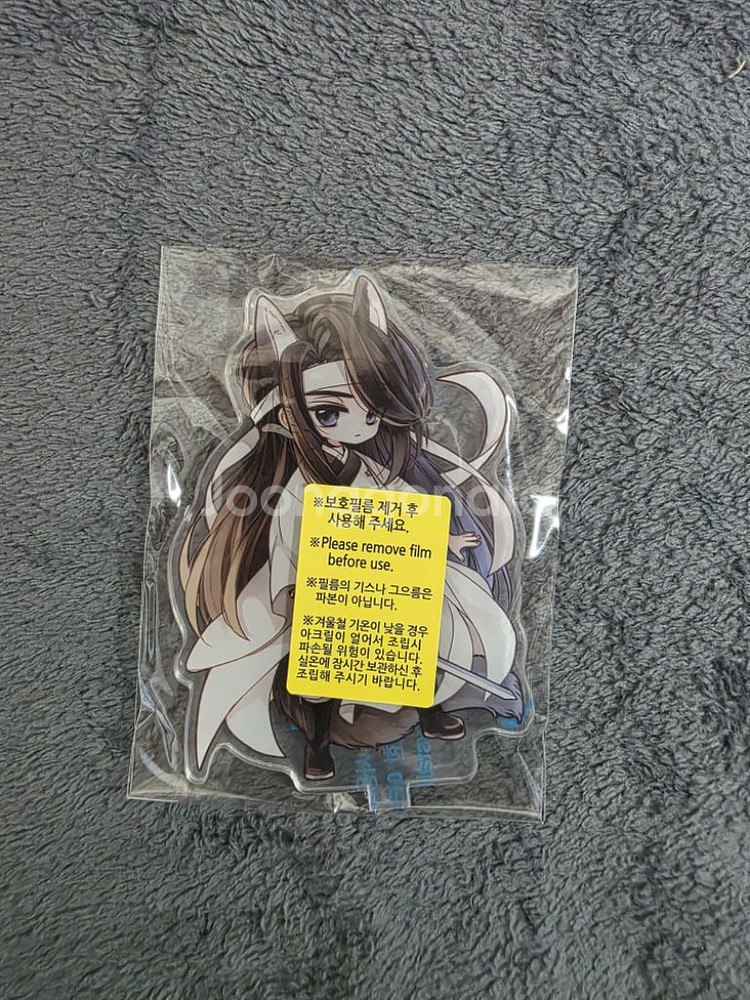 ※보호필름 제거 후
사용해 주세요.
※Please remove film
before use.
※필름의 기스나 그으름은
파본이 아닙니다.
※겨울철 기온이 낮을 경우
아크릴이 얼어서 조립시
파손될 위험이 있습니다.
실온에 잠시간 보관하신 후
조립해 주시기 바랍니다.